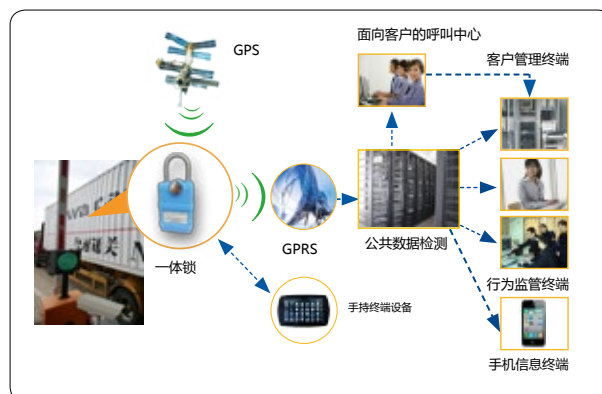 面向客户的呼叫中心
GPS
客户管理终端
GPRS
公共数据检测
一体锁
手持终端设备
行为监管终端
手机信息终端